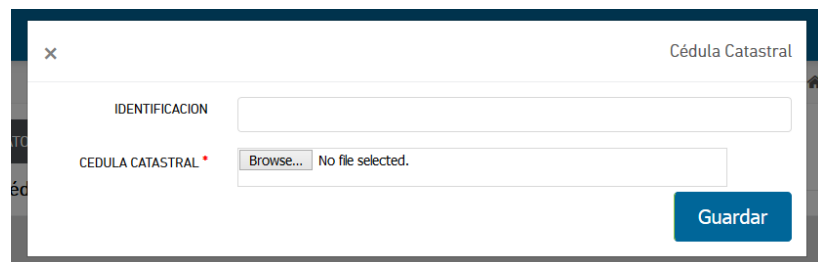 × Cédula Catastral
IDENTIFICACION
CEDULA CATASTRAL * Browse... No file selected.
Guardar